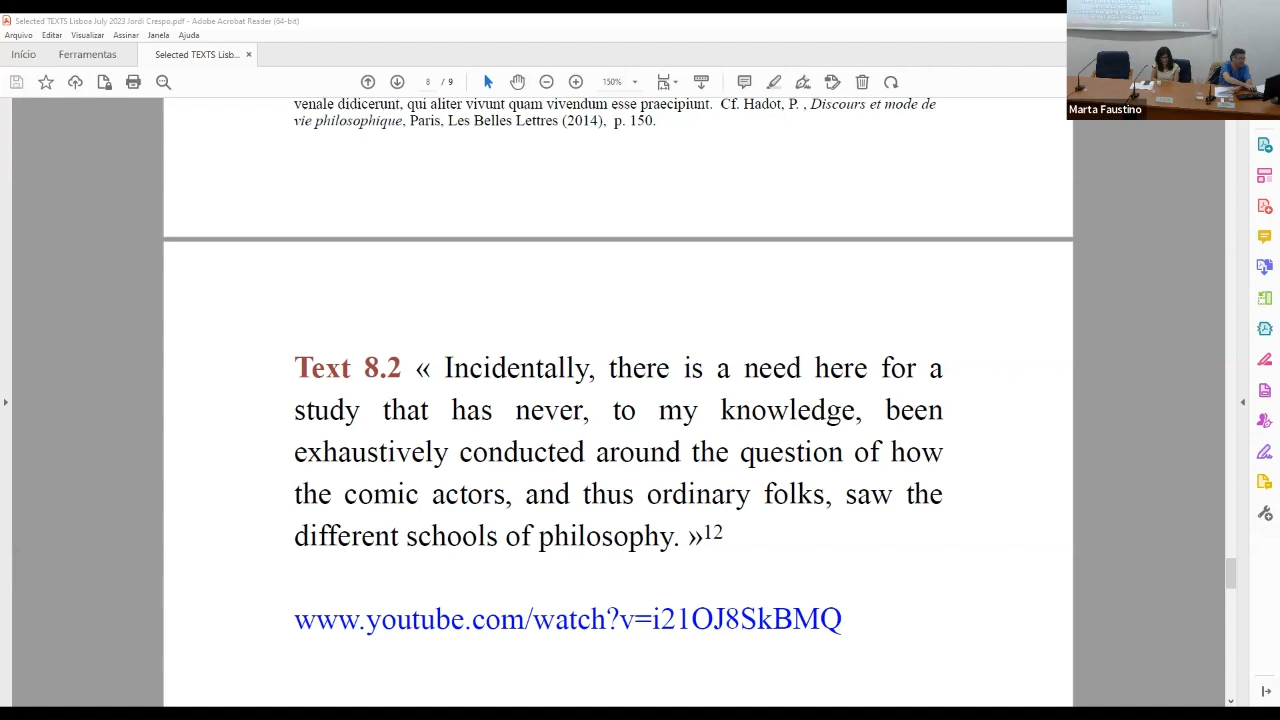 Selected TEXTS Lisboa July 2023 Jordi Crespo.pdf - Adobe Acrobat Reader (64-bit)
Arquivo Editar Visualizar Assinar Janela Ajuda
Início Ferramentas Selected TEXTS Lisb... ×
8 / 9 150%
Marta Faustino
venale didicerunt, qui aliter vivunt quam vivendum esse praecipiunt. Cf. Hadot, P. , Discours et mode de
vie philosophique, Paris, Les Belles Lettres (2014), p. 150.
Text 8.2 « Incidentally, there is a need here for a
study that has never, to my knowledge, been
exhaustively conducted around the question of how
the comic actors, and thus ordinary folks, saw the
different schools of philosophy. »12
www.youtube.com/watch?v=i21OJ8SkBMQ